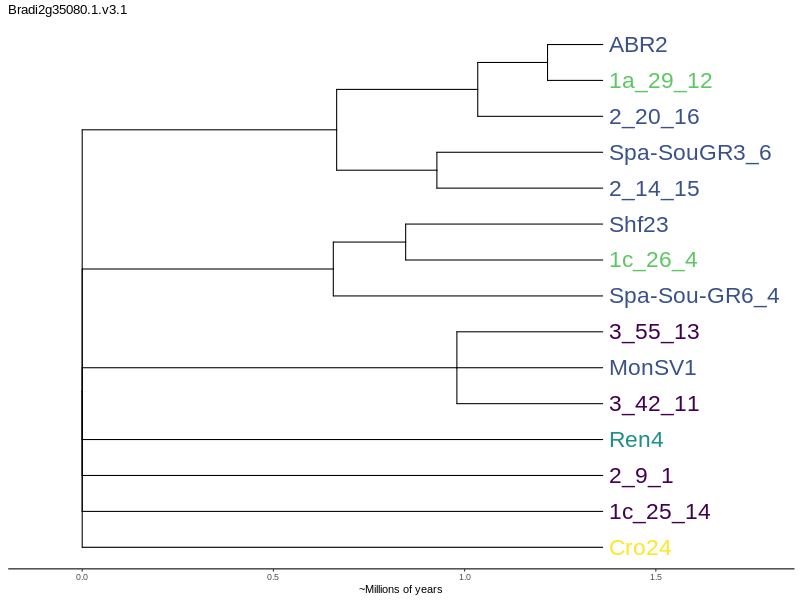 Bradi2g35080.1.v3.1
ABR2
1a_29_12
2_20_16
Spa-SouGR3_6
2_14_15
Shf23
1c_26_4
Spa-Sou-GR6_4
3_55_13
MonSV1
3_42_11
Ren4
2_9_1
1c_25_14
Cro24
0.0 0.5 1.0 1.5
~Millions of years